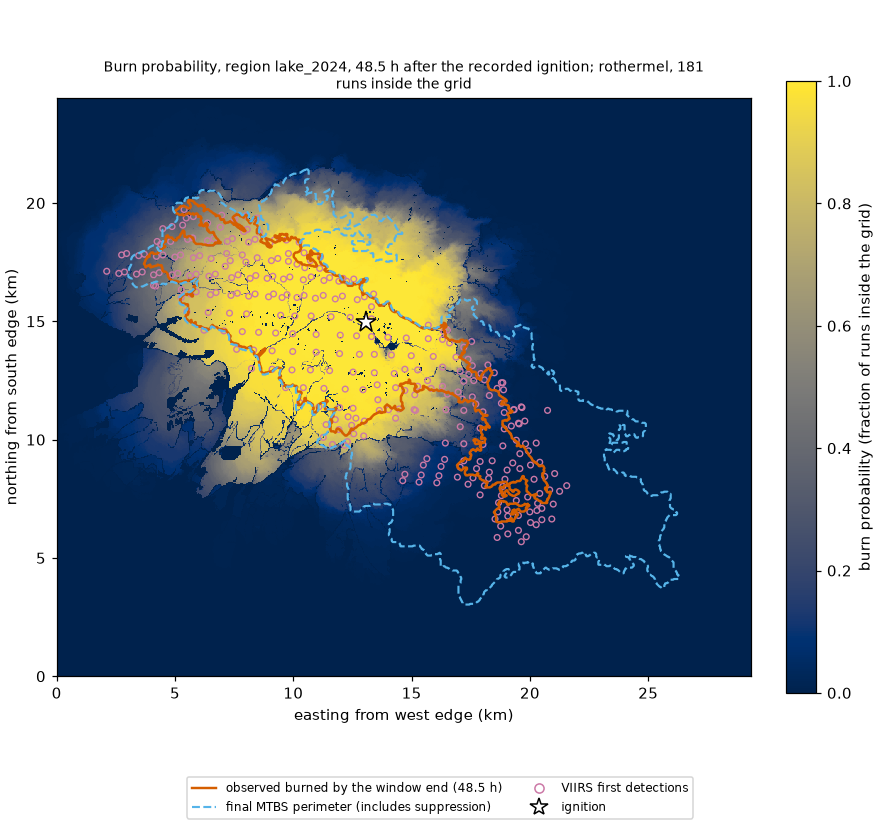 Burn probability, region lake_2024, 48.5 h after the recorded ignition; rothermel, 181
runs inside the grid
northing from south edge (km)
20
15
10
5
0
0
5
10
15
20
25
easting from west edge (km)
1.0
0.8
0.6
0.4
0.2
0.0
burn probability (fraction of runs inside the grid)
observed burned by the window end (48.5 h)
final MTBS perimeter (includes suppression)
VIIRS first detections
ignition